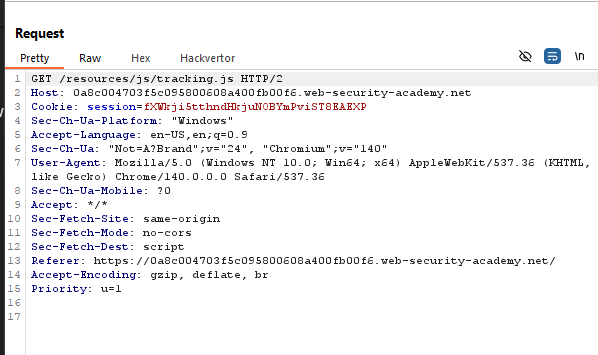 Request
Pretty Raw Hex Hackvertor \n
1 GET /resources/js/tracking.js HTTP/2
2 Host: 0a8c004703f5c095800608a400fb00f6.web-security-academy.net
3 Cookie: session=fXWkji5tthndHkjuN0BYmPviST8EAEXP
4 Sec-Ch-Ua-Platform: "Windows"
5 Accept-Language: en-US,en;q=0.9
6 Sec-Ch-Ua: "Not=A?Brand";v="24", "Chromium";v="140"
7 User-Agent: Mozilla/5.0 (Windows NT 10.0; Win64; x64) AppleWebKit/537.36 (KHTML,
like Gecko) Chrome/140.0.0.0 Safari/537.36
8 Sec-Ch-Ua-Mobile: ?0
9 Accept: */*
10 Sec-Fetch-Site: same-origin
11 Sec-Fetch-Mode: no-cors
12 Sec-Fetch-Dest: script
13 Referer: https://0a8c004703f5c095800608a400fb00f6.web-security-academy.net/
14 Accept-Encoding: gzip, deflate, br
15 Priority: u=1
16
17